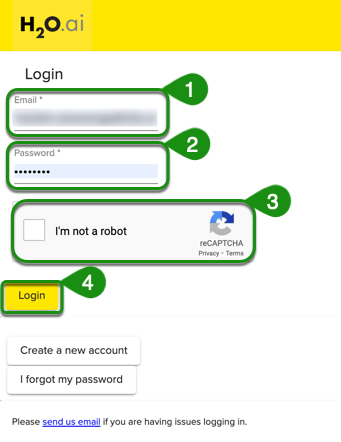 H2O.ai
Login
1
Email *
2
Password *
3
I'm not a robot
reCAPTCHA
Privacy - Terms
4
Login
Create a new account
I forgot my password
Please send us email if you are having issues logging in.